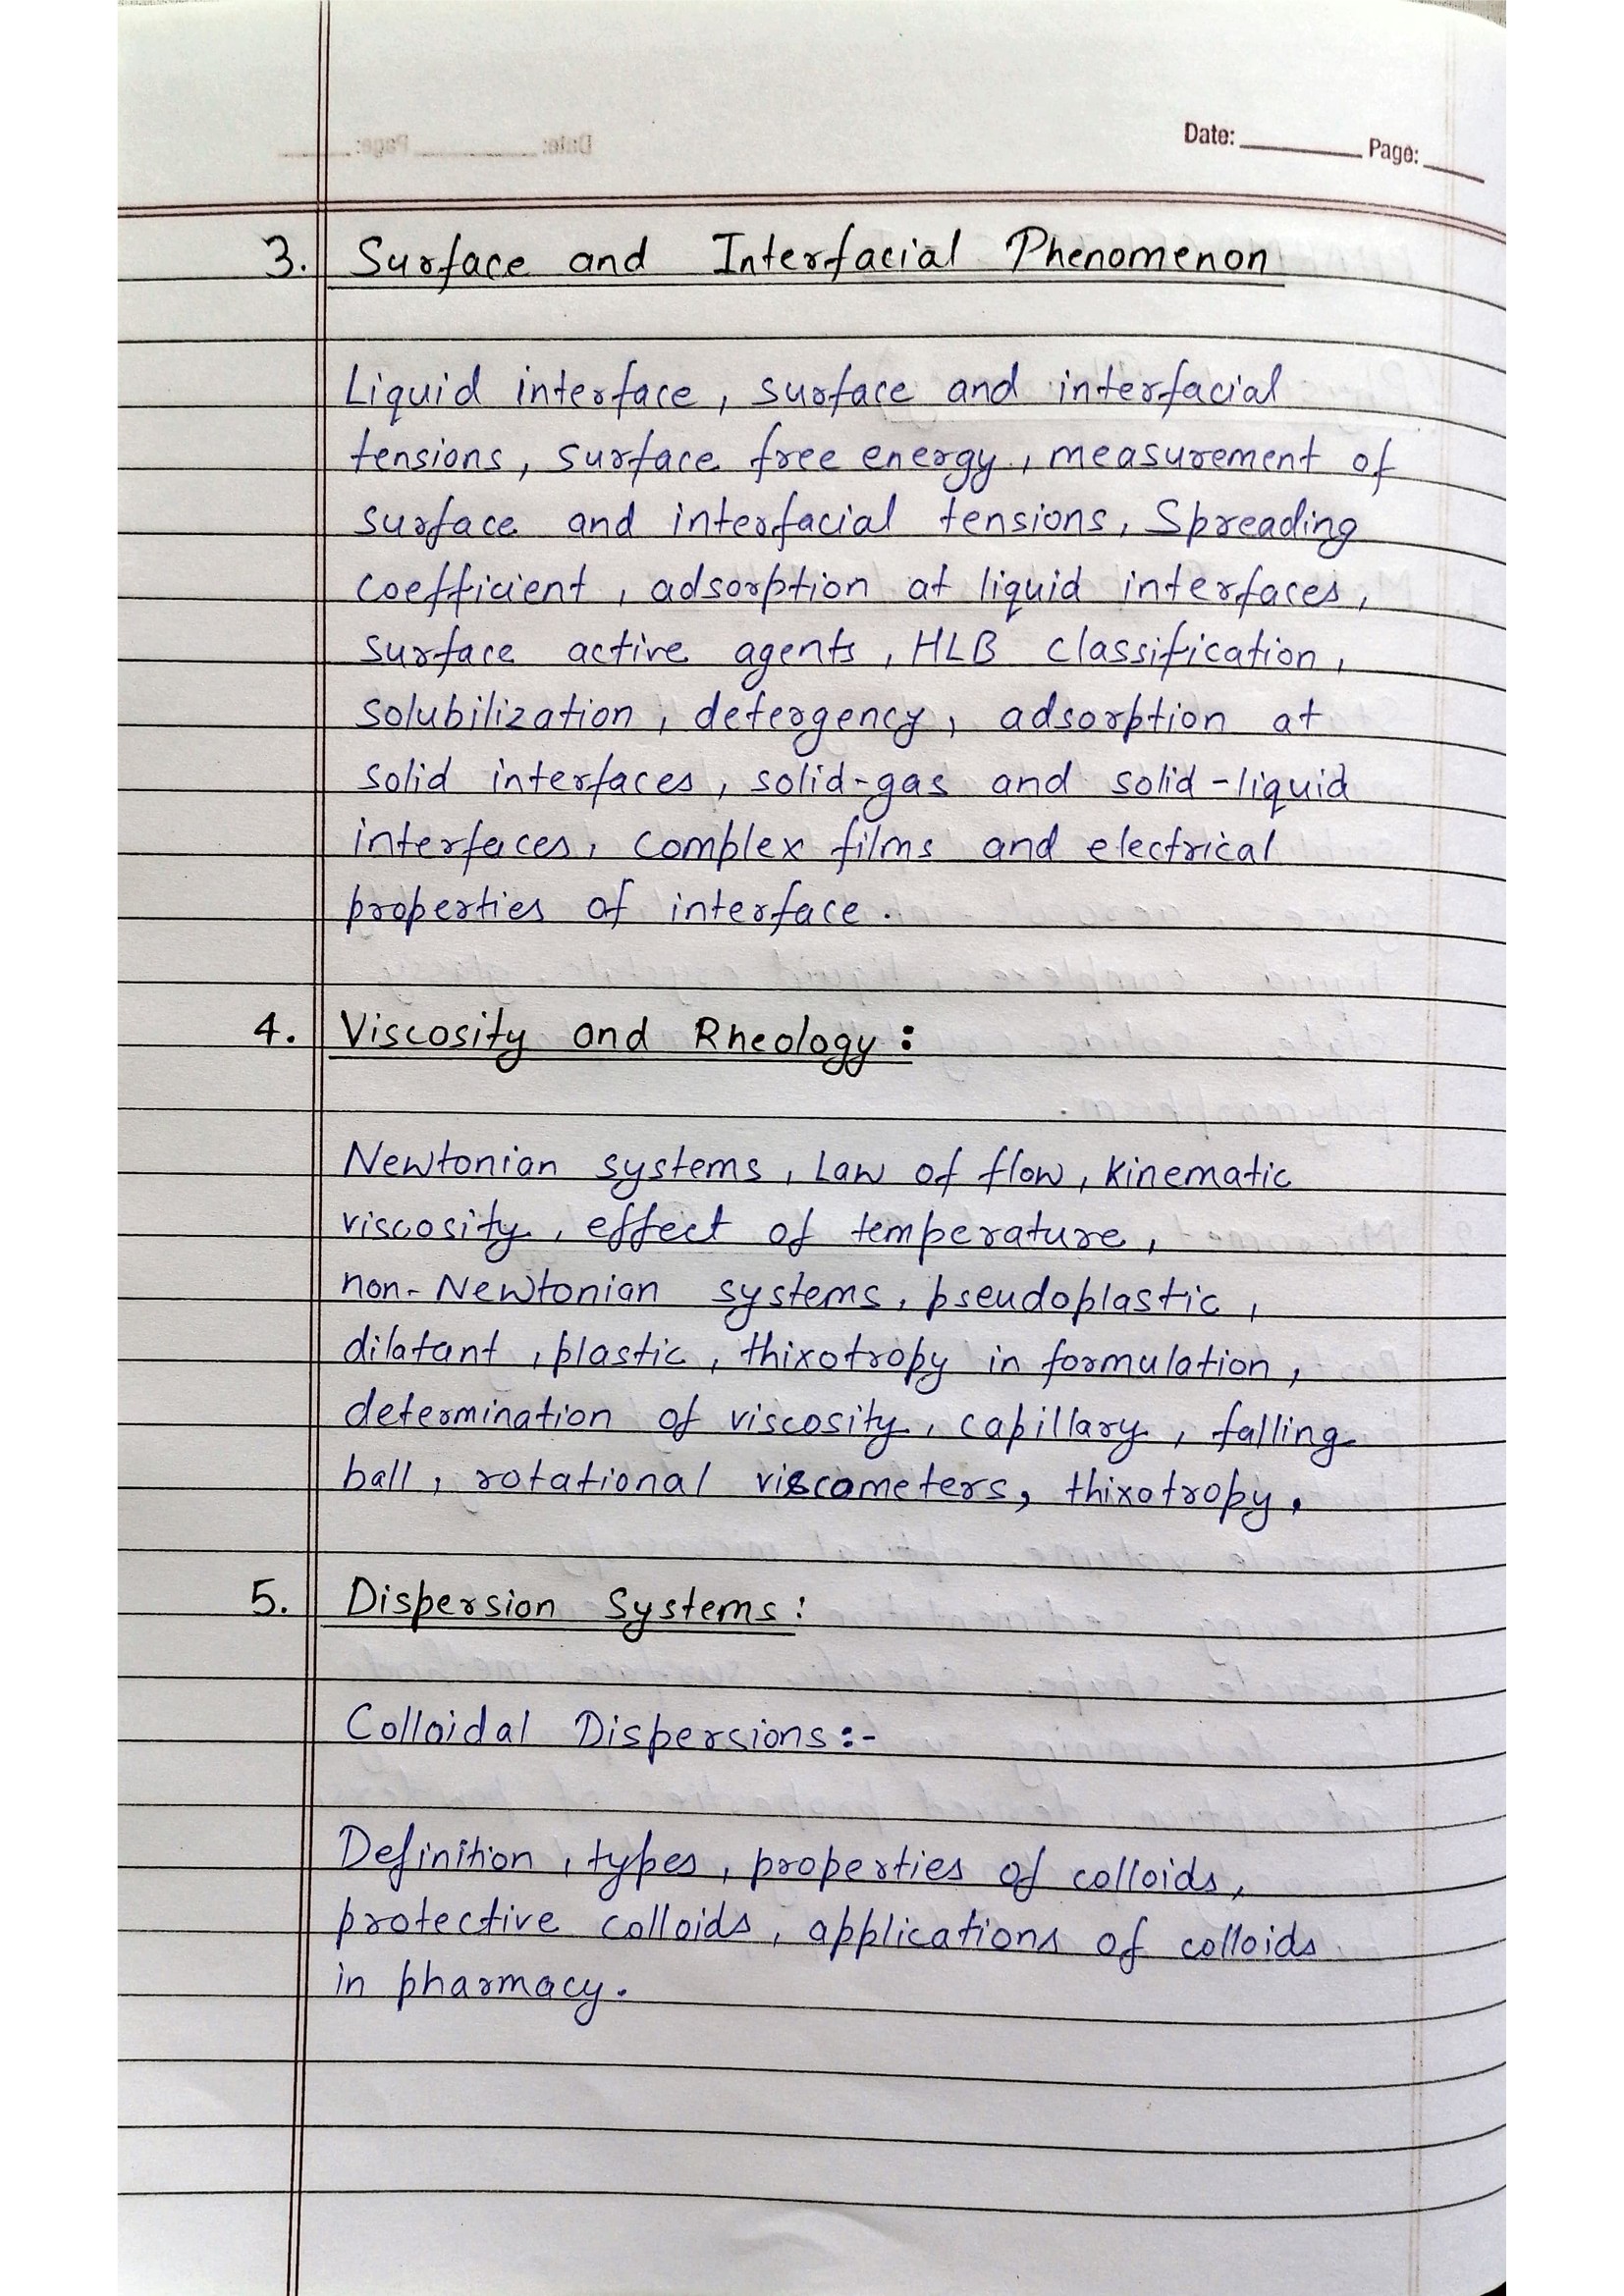 Date: ________ Page: ____
3. Surface and Interfacial Phenomenon
Liquid interface, surface and interfacial
tensions, surface free energy, measurement of
surface and interfacial tensions, Spreading
coefficient, adsorption at liquid interfaces,
surface active agents, HLB classification,
solubilization, detergency, adsorption at
solid interfaces, solid-gas and solid-liquid
interfaces, complex films and electrical
properties of interface.
4. Viscosity and Rheology:
Newtonian systems, Law of flow, kinematic
viscosity, effect of temperature,
non-Newtonian systems, pseudoplastic,
dilatant, plastic, thixotropy in formulation,
determination of viscosity, capillary, falling
ball, rotational viscometers, thixotropy.
5. Dispersion Systems:
Colloidal Dispersions:-
Definition, types, properties of colloids,
protective colloids, applications of colloids
in pharmacy.